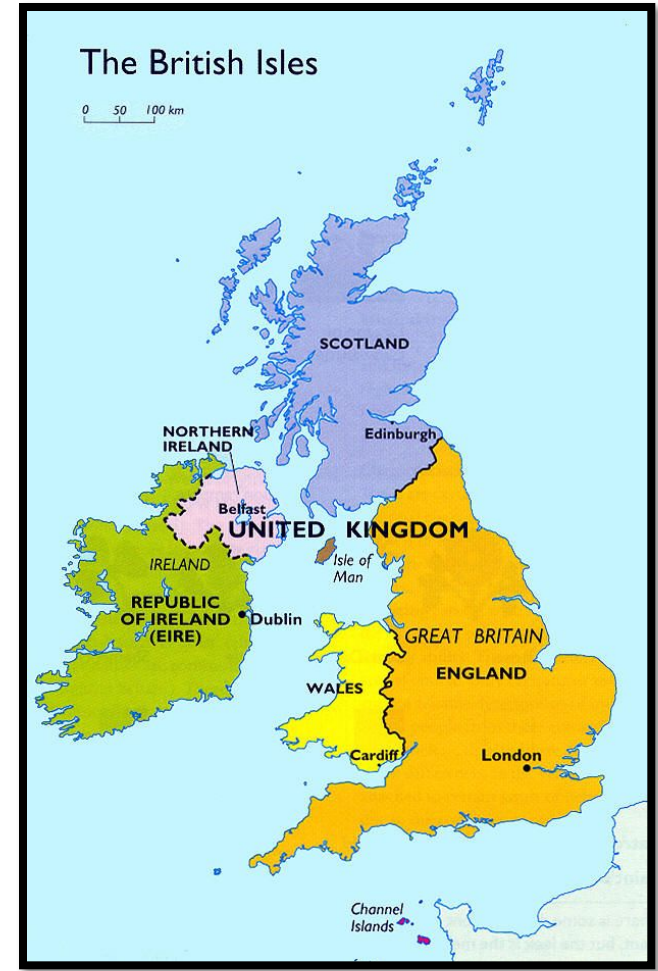 The British Isles
0 50 100 km
SCOTLAND
Edinburgh
NORTHERN
IRELAND
Belfast
UNITED KINGDOM
Isle of
Man
IRELAND
REPUBLIC
OF IRELAND
(EIRE)
Dublin
GREAT BRITAIN
ENGLAND
WALES
Cardiff
London
Channel
Islands